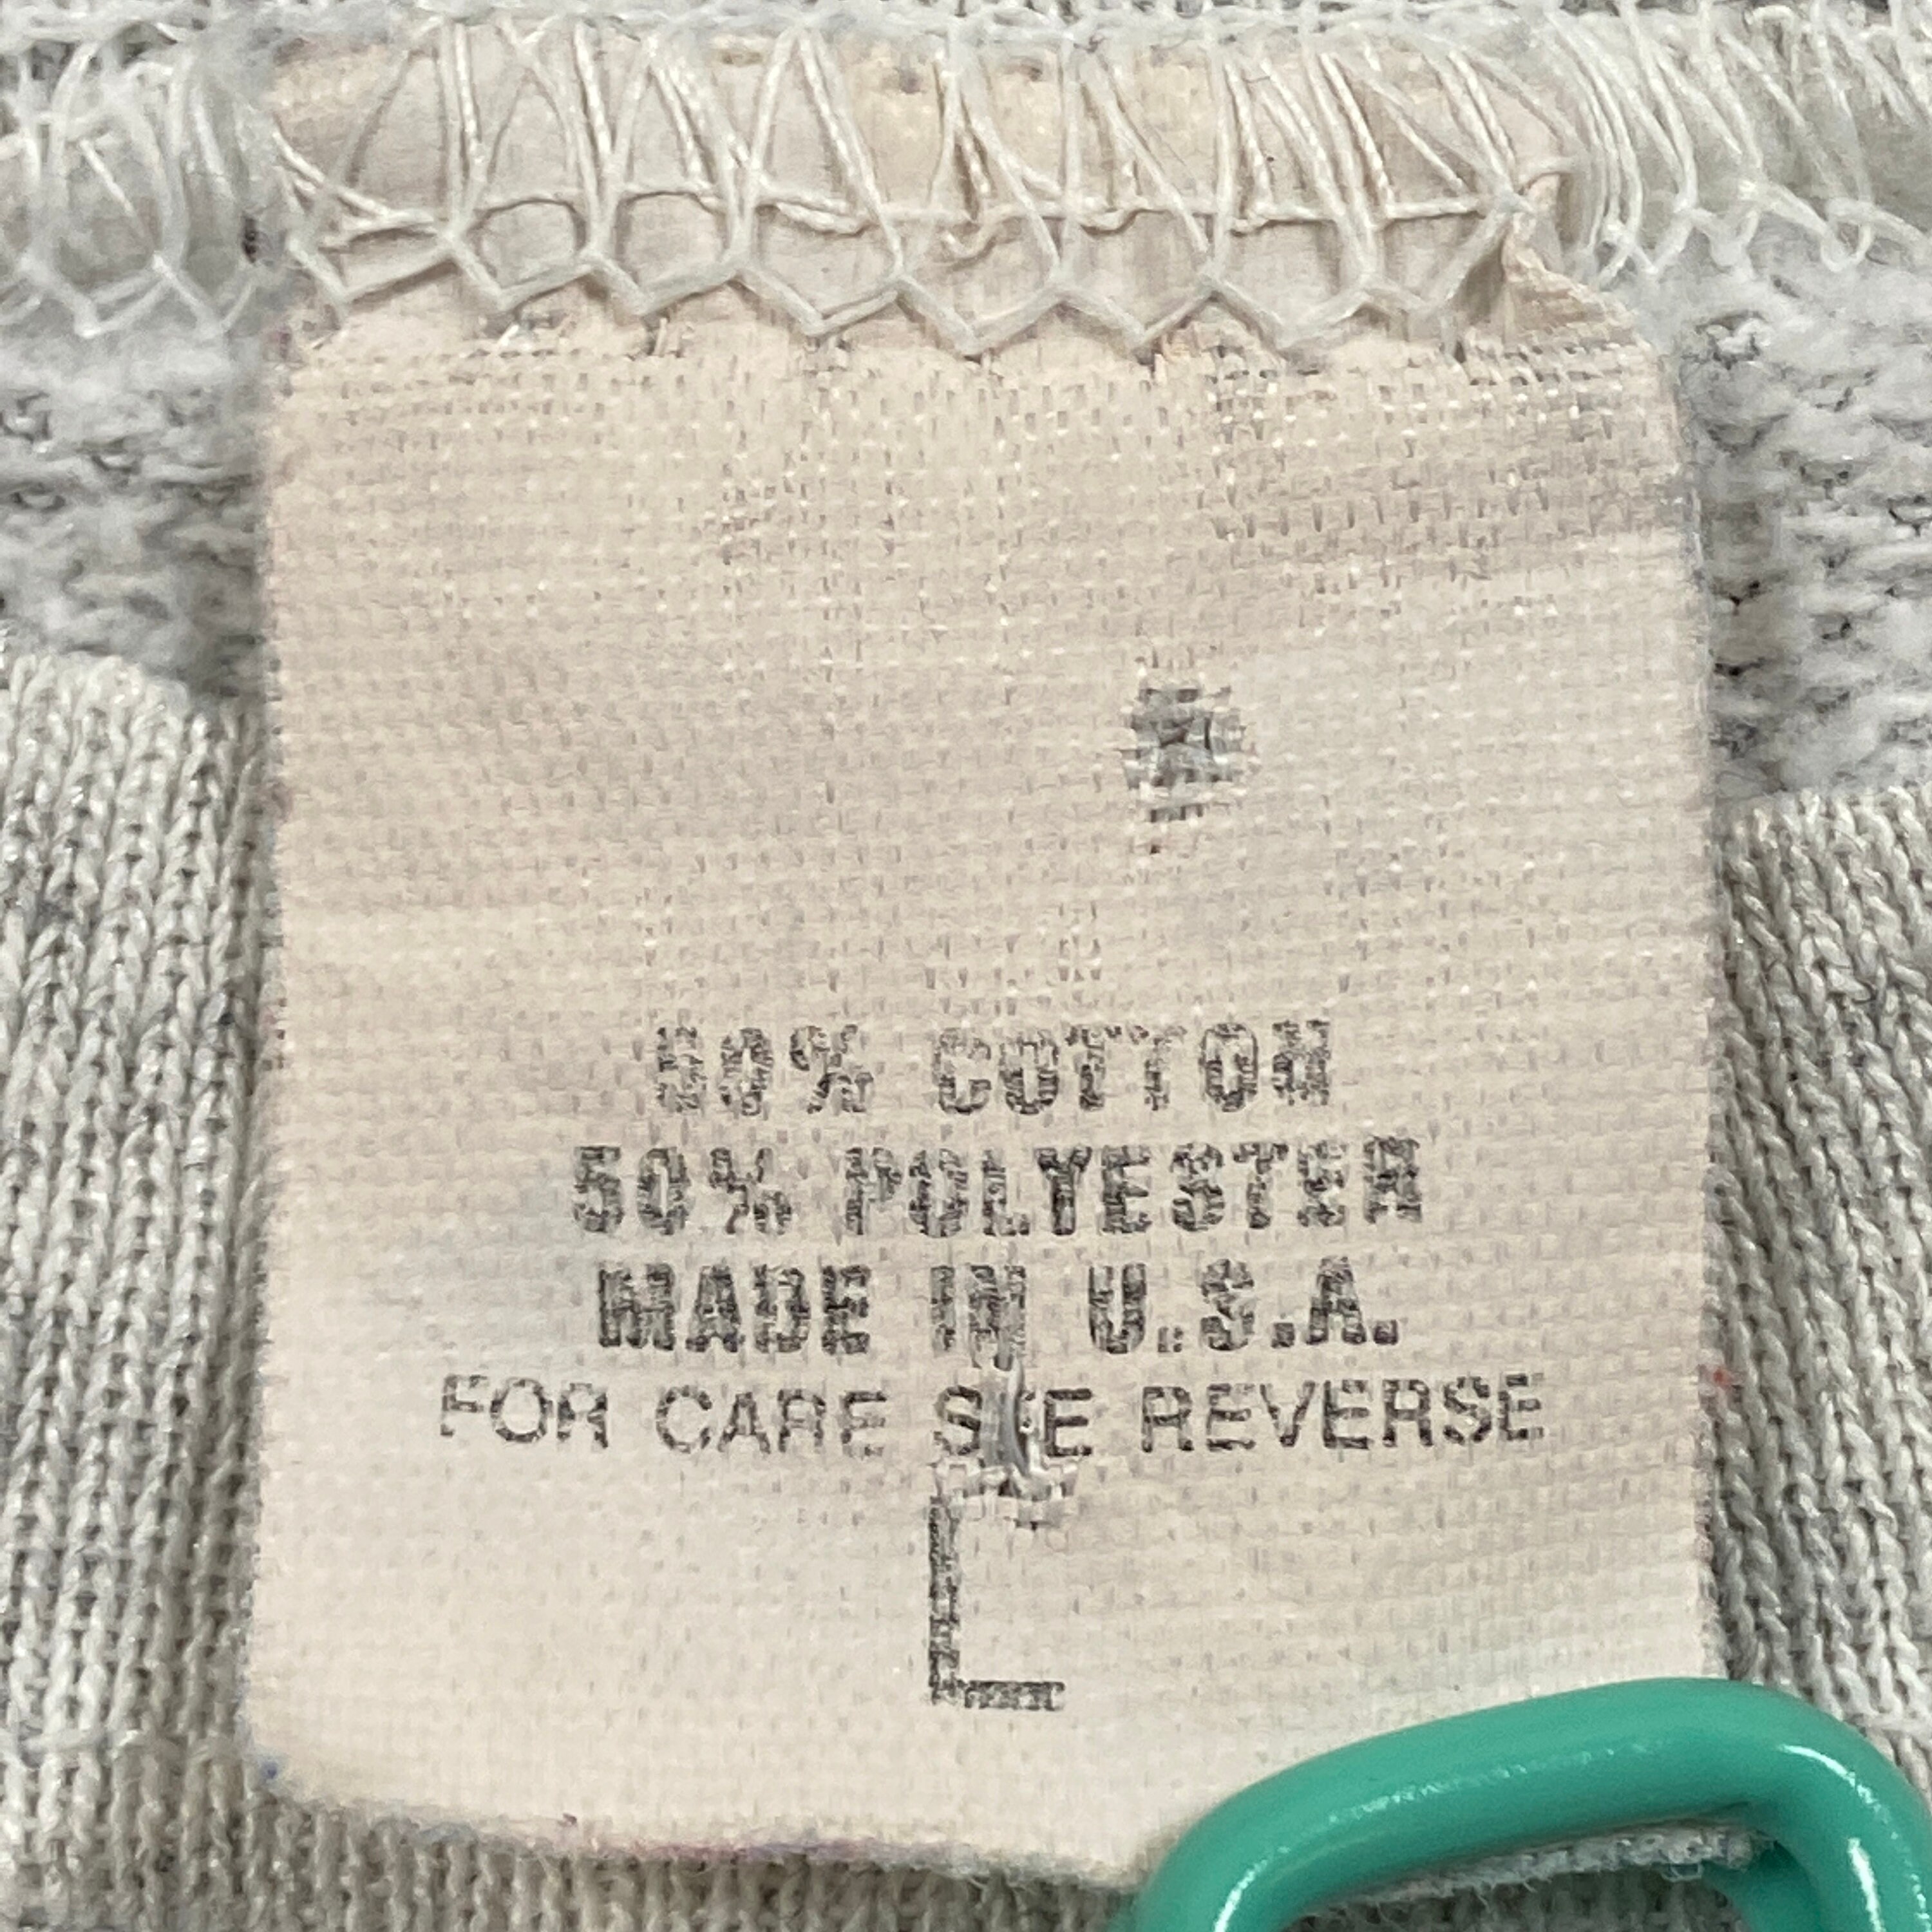 50% COTTON
50% POLYESTER
MADE IN U.S.A.
FOR CARE SEE REVERSE
L